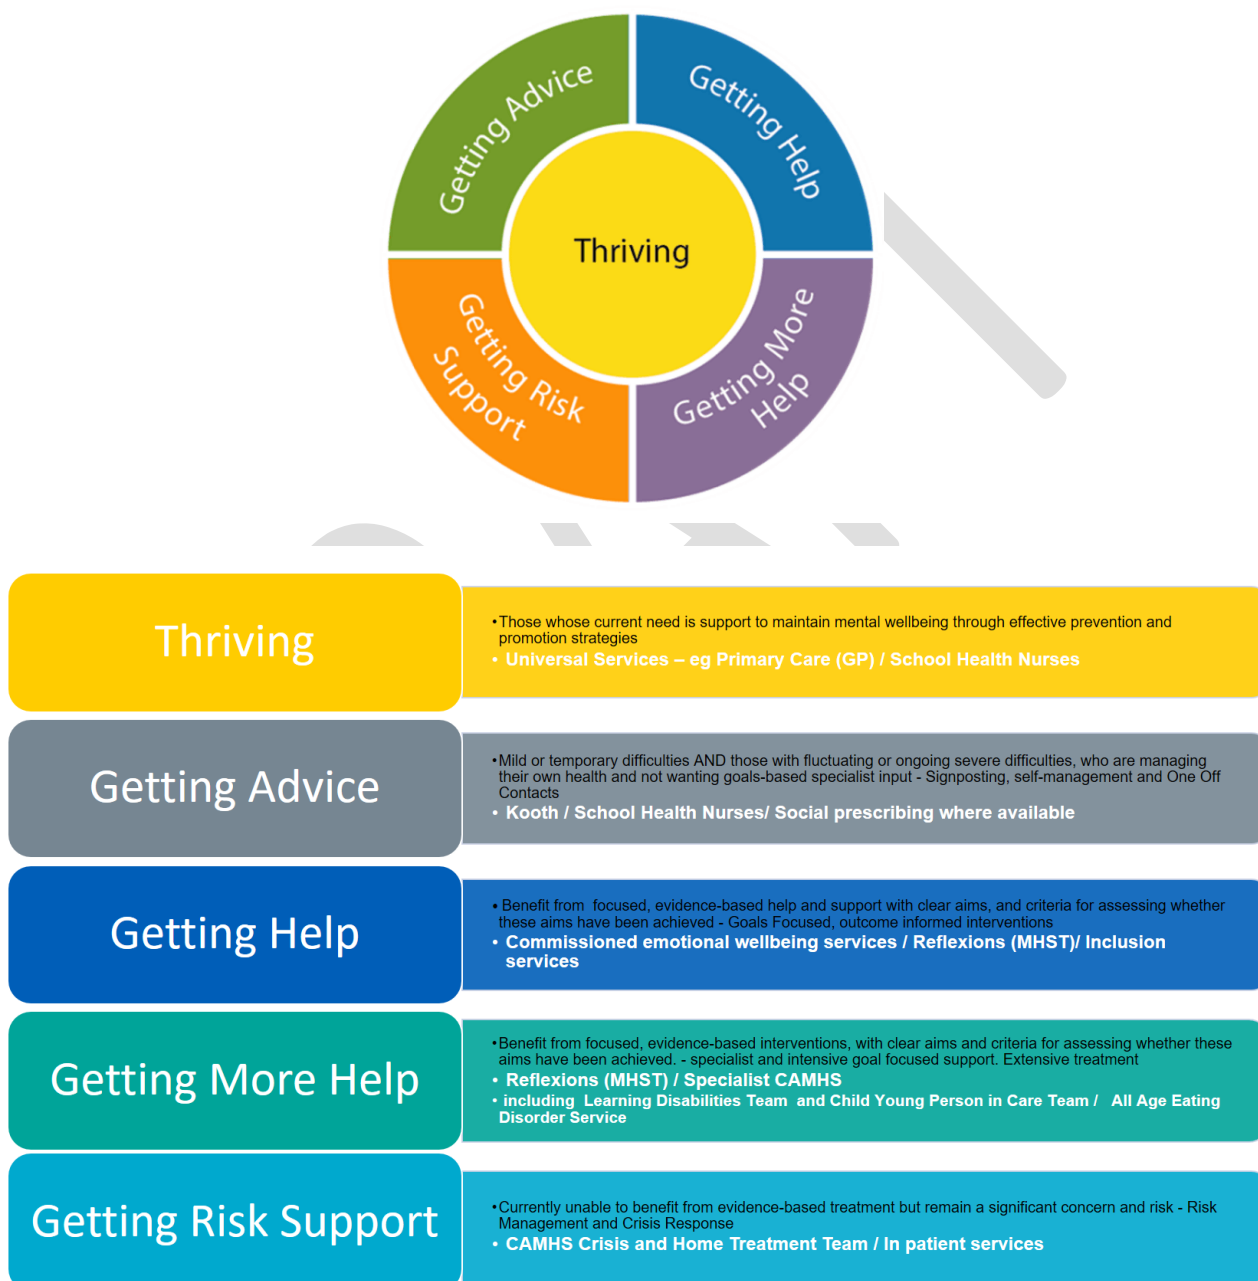 Getting Advice
Getting Help
Thriving
Getting Risk
Support
Getting More
Help
Thriving
•Those whose current need is support to maintain mental wellbeing through effective prevention and
promotion strategies
• Universal Services – eg Primary Care (GP) / School Health Nurses
Getting Advice
•Mild or temporary difficulties AND those with fluctuating or ongoing severe difficulties, who are managing
their own health and not wanting goals-based specialist input - Signposting, self-management and One Off
Contacts
• Kooth / School Health Nurses/ Social prescribing where available
Getting Help
• Benefit from focused, evidence-based help and support with clear aims, and criteria for assessing whether
these aims have been achieved - Goals Focused, outcome informed interventions
• Commissioned emotional wellbeing services / Reflexions (MHST)/ Inclusion
services
Getting More Help
•Benefit from focused, evidence-based interventions, with clear aims and criteria for assessing whether these
aims have been achieved. - specialist and intensive goal focused support. Extensive treatment
• Reflexions (MHST) / Specialist CAMHS
• including Learning Disabilities Team and Child Young Person in Care Team / All Age Eating
Disorder Service
Getting Risk Support
•Currently unable to benefit from evidence-based treatment but remain a significant concern and risk - Risk
Management and Crisis Response
• CAMHS Crisis and Home Treatment Team / In patient services